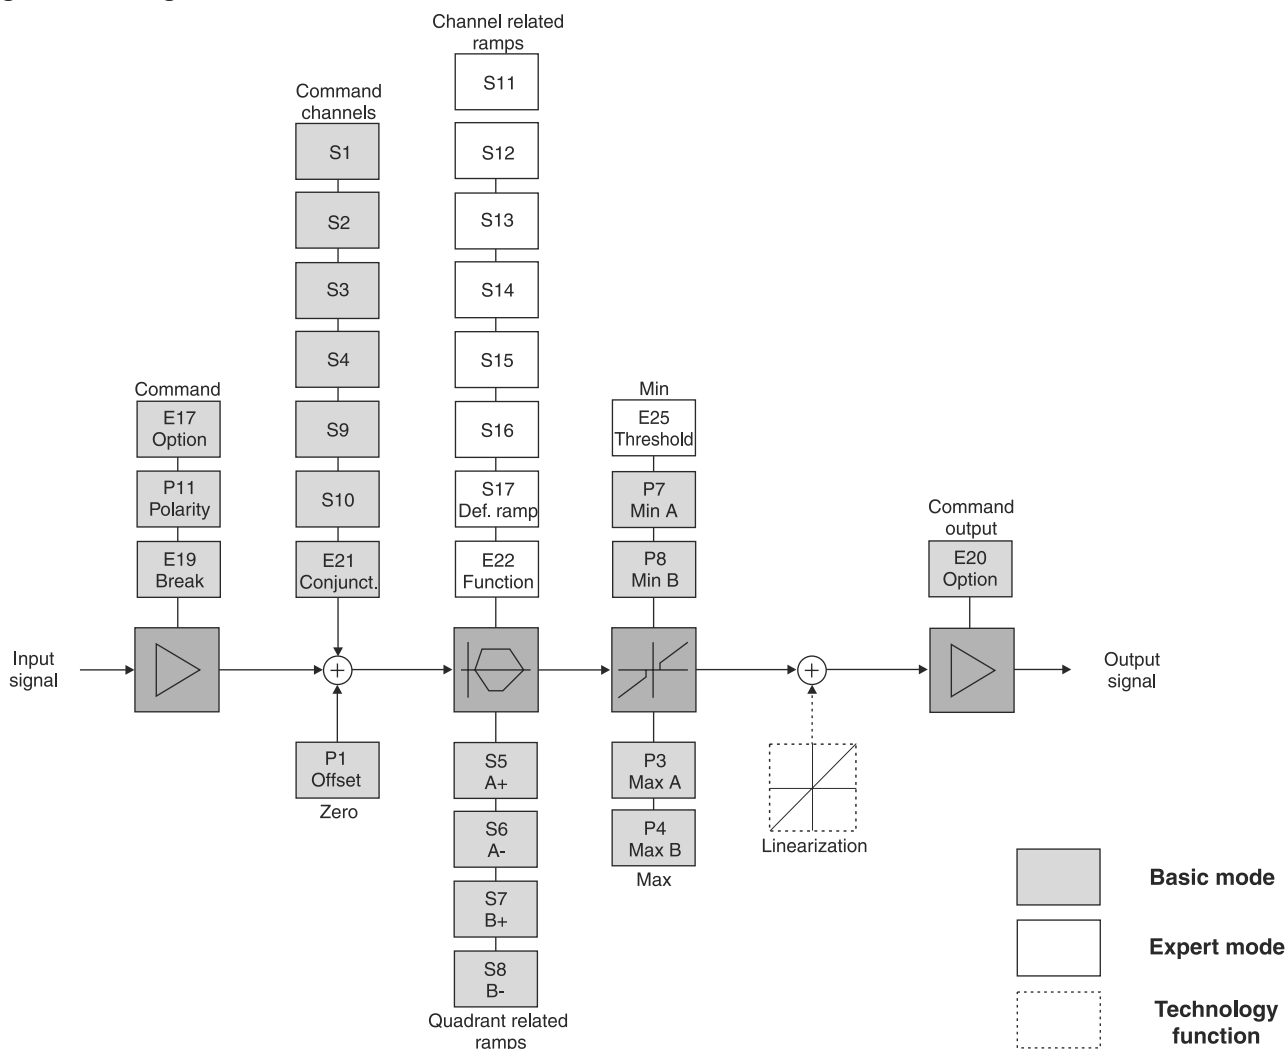 Channel related
ramps
S11
S12
S13
S14
S15
S16
S17
Def. ramp
E22
Function
Command
channels
S1
S2
S3
S4
S9
S10
E21
Conjunct.
Command
E17
Option
P11
Polarity
E19
Break
Min
E25
Threshold
P7
Min A
P8
Min B
Command
output
E20
Option
Input
signal
Output
signal
P1
Offset
Zero
S5
A+
S6
A-
S7
B+
S8
B-
Quadrant related
ramps
P3
Max A
P4
Max B
Max
Linearization
Basic mode
Expert mode
Technology
function